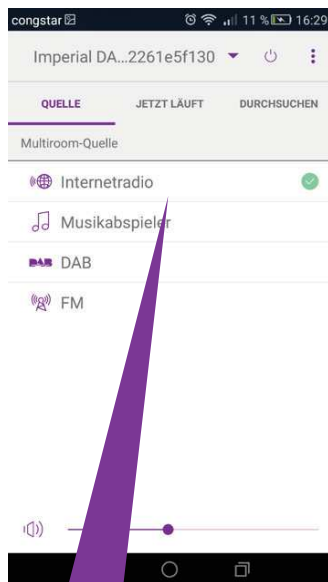 congstar 11 % 16:29
Imperial DA...2261e5f130
QUELLE JETZT LÄUFT DURCHSUCHEN
Multiroom-Quelle
Internetradio
Musikabspieler
DAB DAB
FM